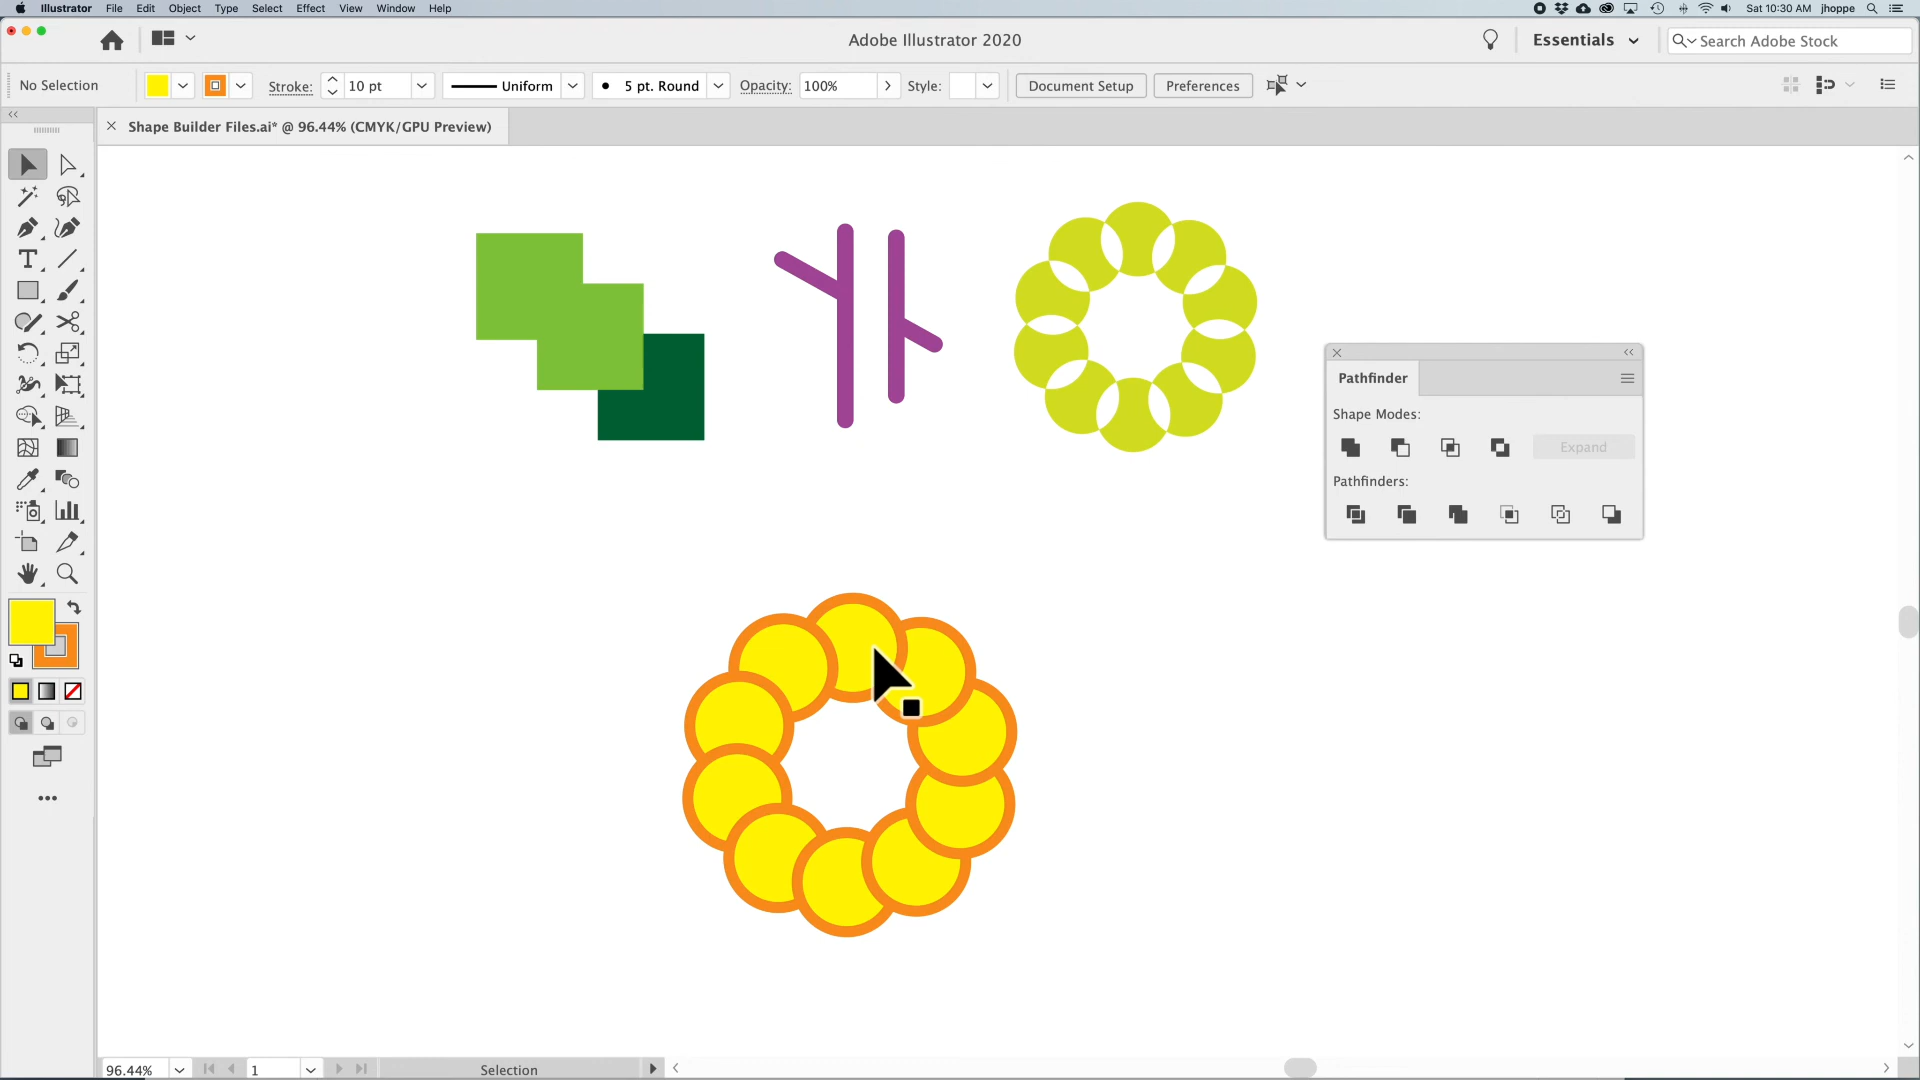 Illustrator File Edit Object Type Select Effect View Window Help
Sat 10:30 AM jhoppe
Adobe Illustrator 2020
Essentials
Search Adobe Stock
No Selection
Stroke: 10 pt
Uniform
5 pt. Round
Opacity: 100%
Style:
Document Setup
Preferences
Shape Builder Files.ai* @ 96.44% (CMYK/GPU Preview)
Pathfinder
Shape Modes:
Expand
Pathfinders:
96.44%
1
Selection